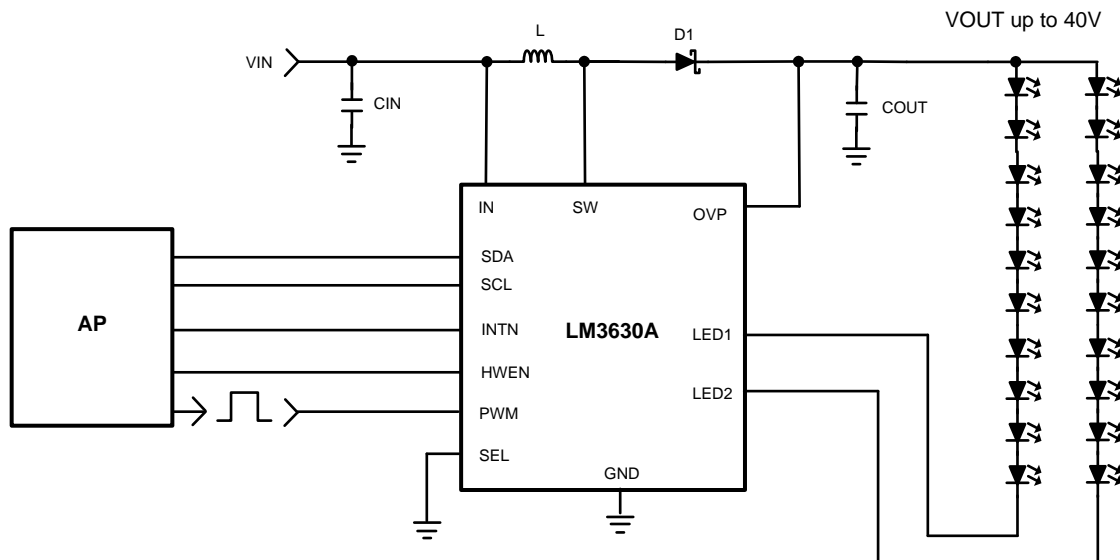 VOUT up to 40V
L
D1
VIN
CIN
COUT
IN
SW
OVP
SDA
SCL
AP
INTN
LM3630A
LED1
HWEN
LED2
PWM
SEL
GND